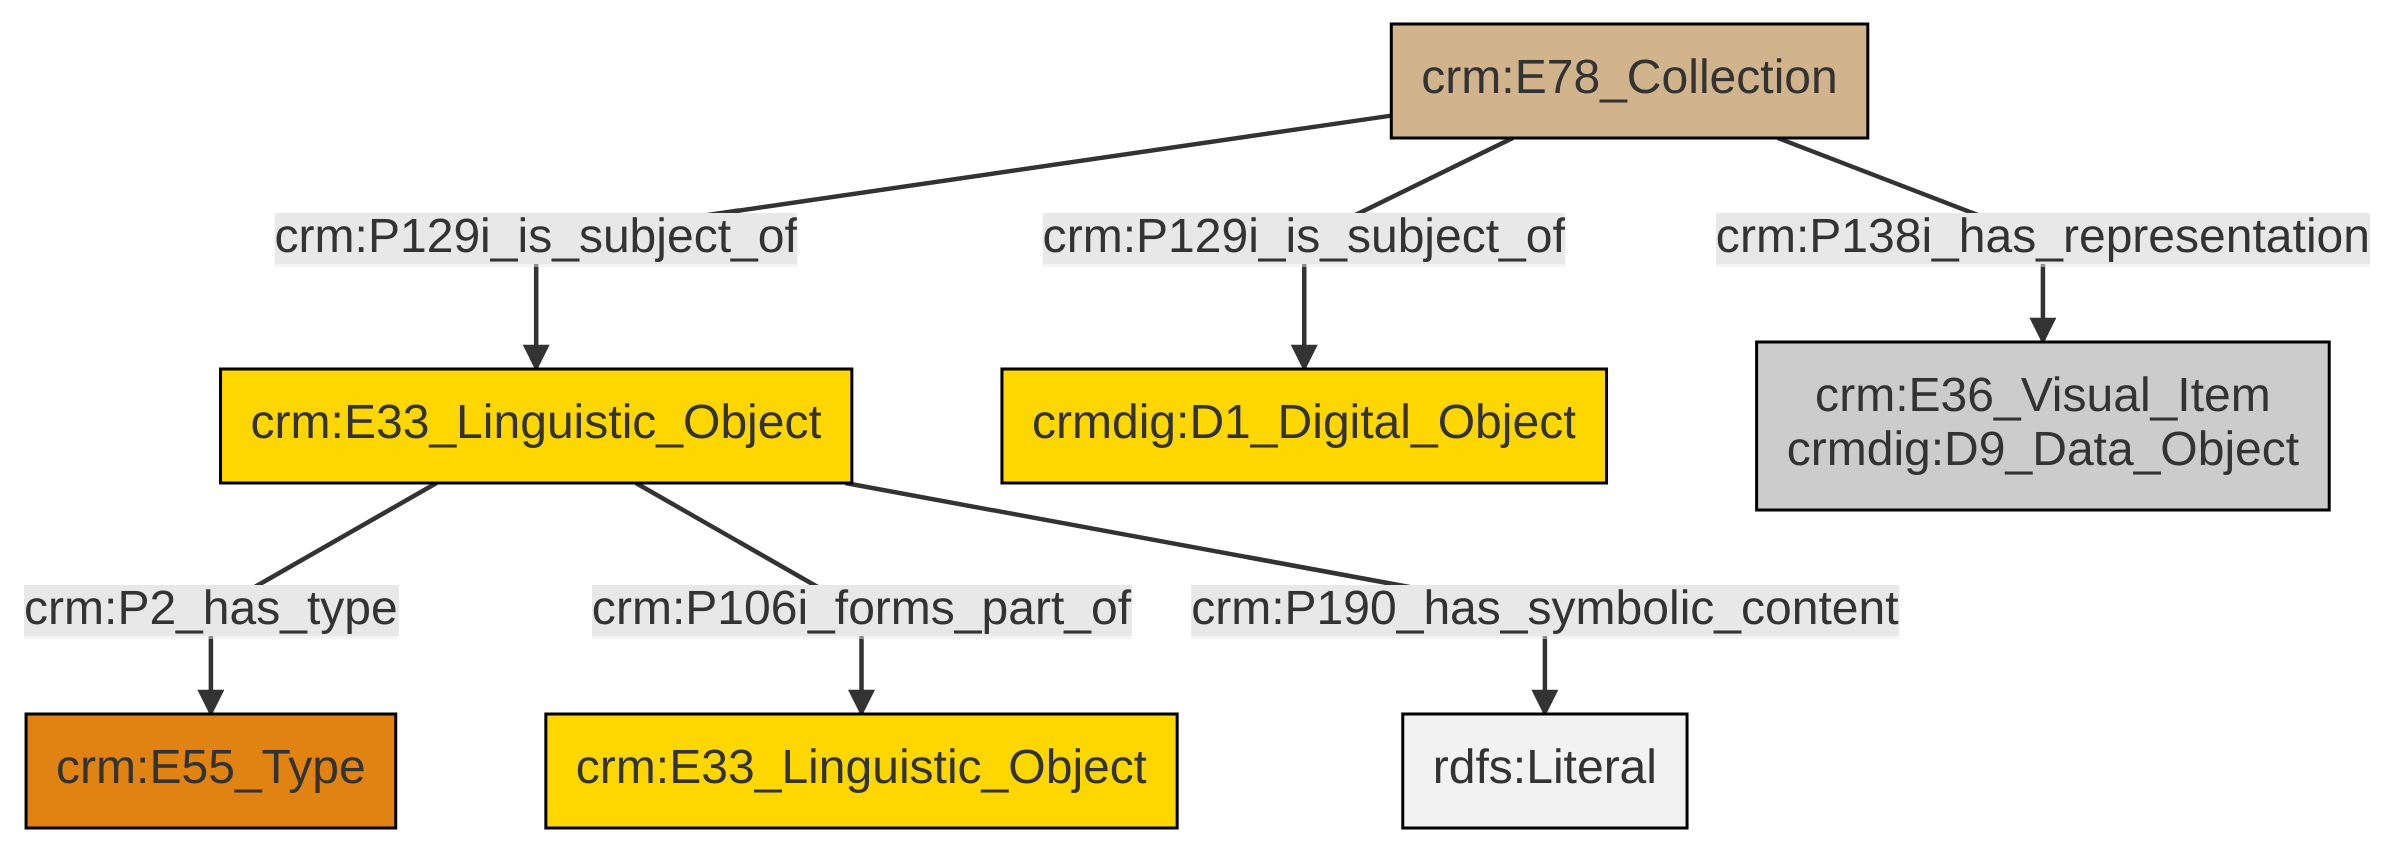 crm:E78_Collection
crm:P129i_is_subject_of
crm:P129i_is_subject_of
crm:P138i_has_representation
crm:E33_Linguistic_Object
crmdig:D1_Digital_Object
crm:E36_Visual_Item
crmdig:D9_Data_Object
crm:P2_has_type
crm:P106i_forms_part_of
crm:P190_has_symbolic_content
crm:E55_Type
crm:E33_Linguistic_Object
rdfs:Literal